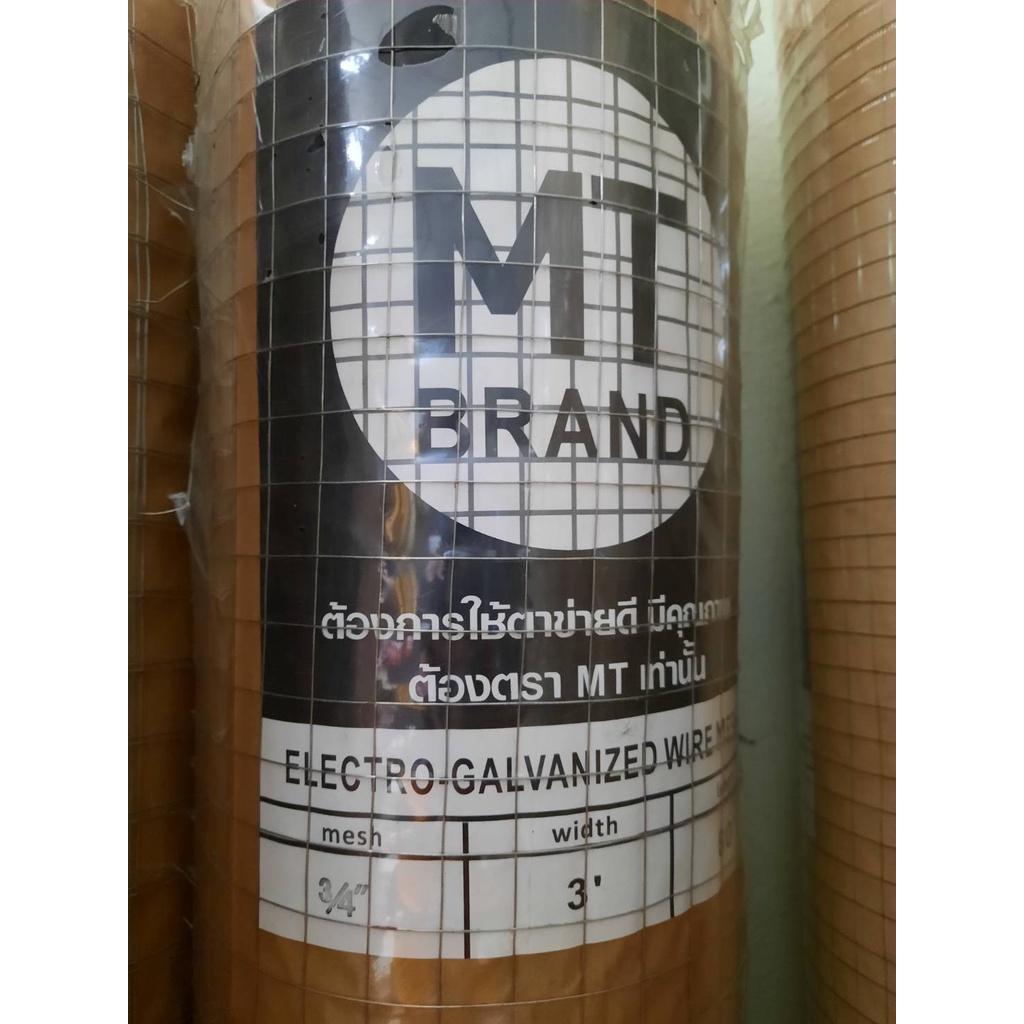 MT
BRAND
ต้องการใช้ตาข่ายดี มีคุณภาพ
ต้องตรา MT เท่านั้น
ELECTRO-GALVANIZED WIRE
mesh width
3/4" 3'